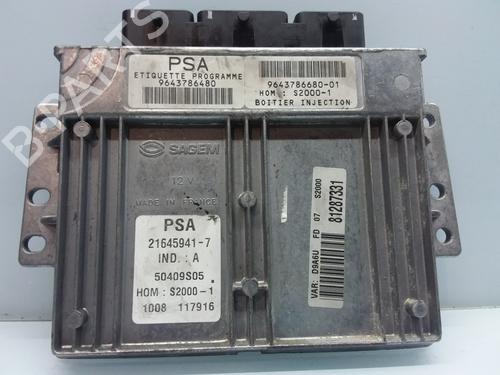 PSA
ETIQUETTE PROGRAMME
9643786480
9643786680-01
HOM : S2000-1
BOITIER INJECTION
SAGEM
12 V
MADE IN FRANCE
PSA
21645941-7
IND. : A
50409S05
HOM : S2000-1
1008 117916
VAR: D9A6U FD 07 S2000
81287331
B-PARTS